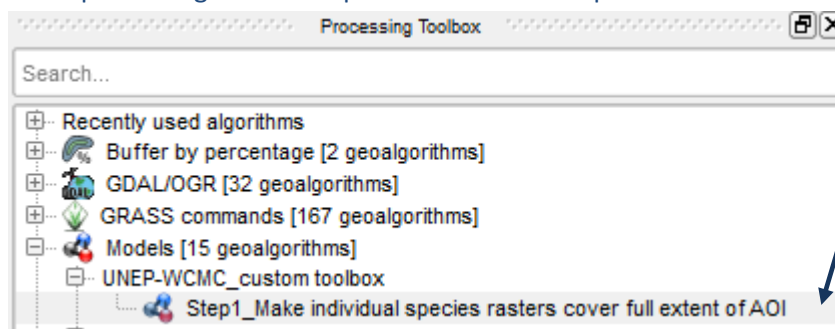 Processing Toolbox
Search...
Recently used algorithms
Buffer by percentage [2 geoalgorithms]
GDAL/OGR [32 geoalgorithms]
GRASS commands [167 geoalgorithms]
Models [15 geoalgorithms]
UNEP-WCMC_custom toolbox
Step1_Make individual species rasters cover full extent of AOI